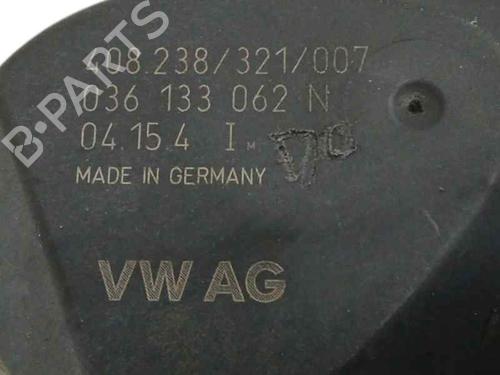 408.238/321/007
036 133 062 N
04.15.4 I M
MADE IN GERMANY
VW AG
B-PARTS